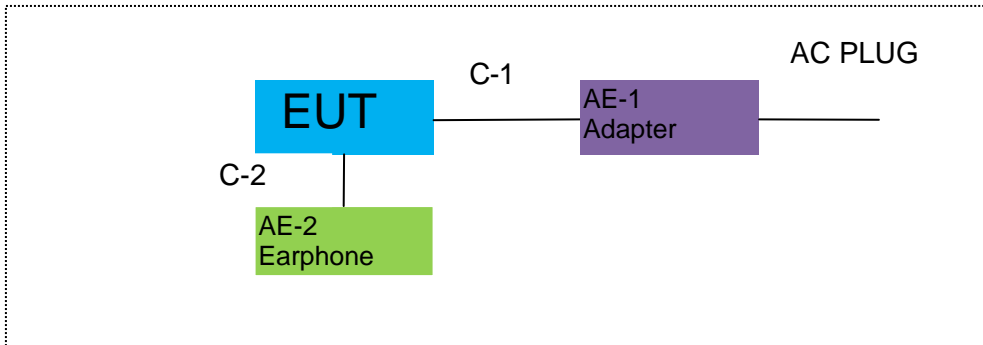 AC PLUG
C-1
EUT
AE-1
Adapter
C-2
AE-2
Earphone